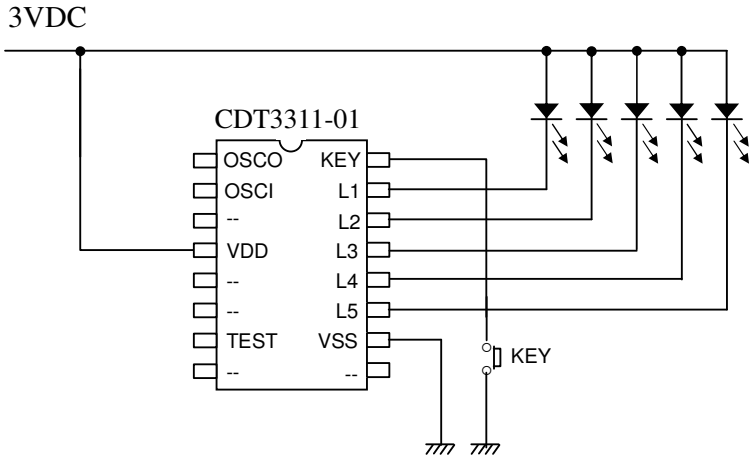 3VDC
CDT3311-01
OSCO KEY
OSCI L1
-- L2
VDD L3
-- L4
-- L5
TEST VSS
-- --
KEY